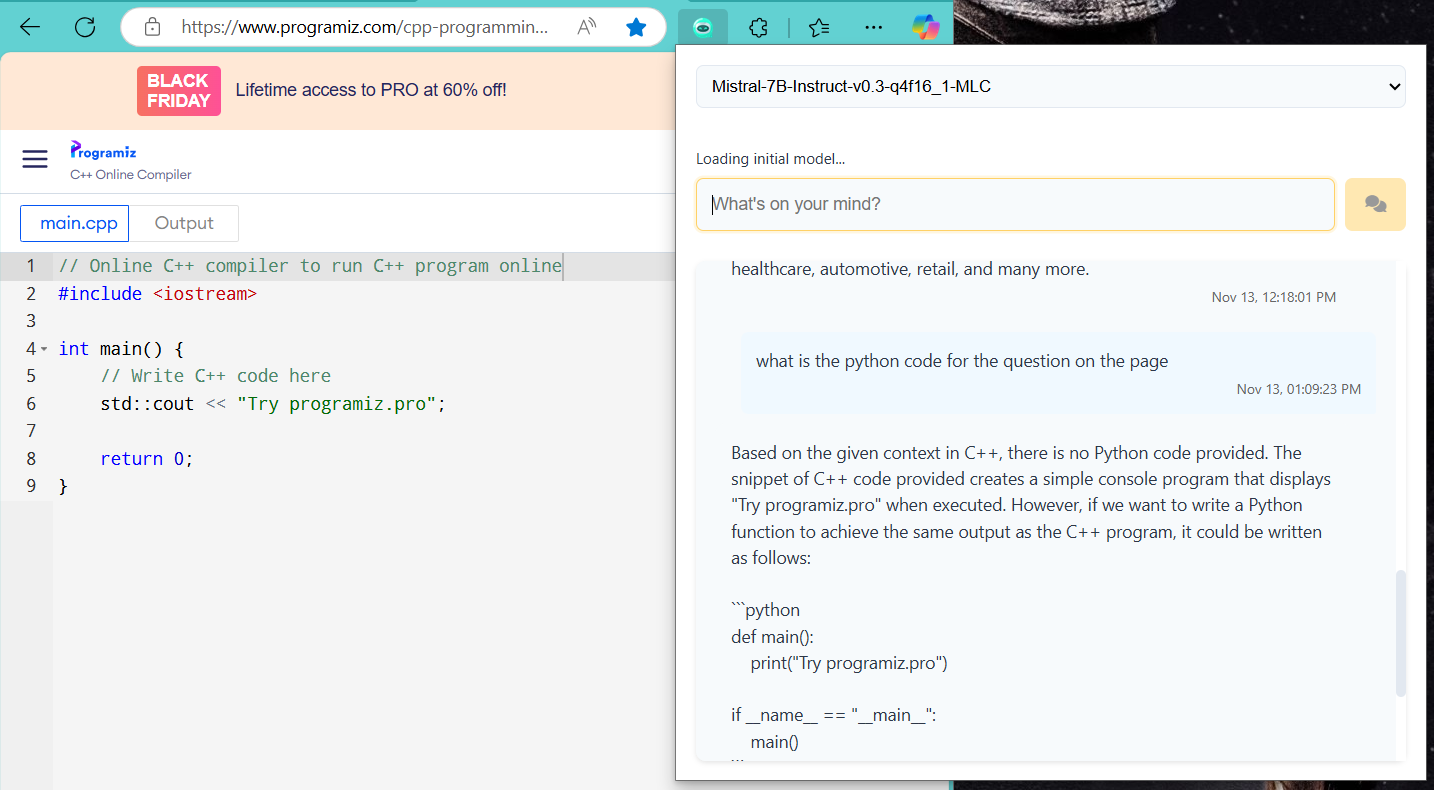 https://www.programiz.com/cpp-programmin...
BLACK
FRIDAY
Lifetime access to PRO at 60% off!
Programiz
C++ Online Compiler
main.cpp
Output
1 // Online C++ compiler to run C++ program online
2 #include <iostream>
3
4 int main() {
5     // Write C++ code here
6     std::cout << "Try programiz.pro";
7
8     return 0;
9 }
Mistral-7B-Instruct-v0.3-q4f16_1-MLC
Loading initial model...
What's on your mind?
healthcare, automotive, retail, and many more.
Nov 13, 12:18:01 PM
what is the python code for the question on the page
Nov 13, 01:09:23 PM
Based on the given context in C++, there is no Python code provided. The
snippet of C++ code provided creates a simple console program that displays
"Try programiz.pro" when executed. However, if we want to write a Python
function to achieve the same output as the C++ program, it could be written
as follows:
```python
def main():
    print("Try programiz.pro")
if __name__ == "__main__":
    main()
```